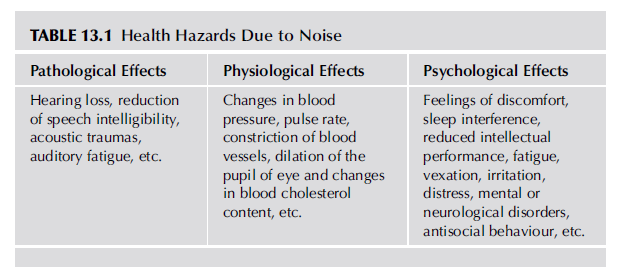 TABLE 13.1 Health Hazards Due to Noise
Pathological Effects
Hearing loss, reduction
of speech intelligibility,
acoustic traumas,
auditory fatigue, etc.
Physiological Effects
Changes in blood
pressure, pulse rate,
constriction of blood
vessels, dilation of the
pupil of eye and changes
in blood cholesterol
content, etc.
Psychological Effects
Feelings of discomfort,
sleep interference,
reduced intellectual
performance, fatigue,
vexation, irritation,
distress, mental or
neurological disorders,
antisocial behaviour, etc.